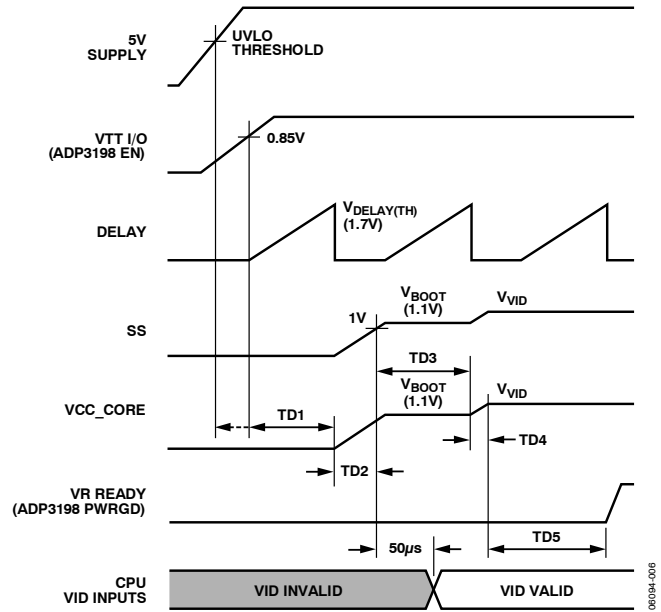 5V
SUPPLY
UVLO
THRESHOLD
VTT I/O
(ADP3198 EN)
0.85V
DELAY
VDELAY(TH)
(1.7V)
SS
1V
VBOOT
(1.1V)
VVID
TD3
VCC_CORE
VBOOT
(1.1V)
VVID
TD1
TD4
TD2
VR READY
(ADP3198 PWRGD)
50µs
TD5
CPU
VID INPUTS
VID INVALID
VID VALID
06094-006